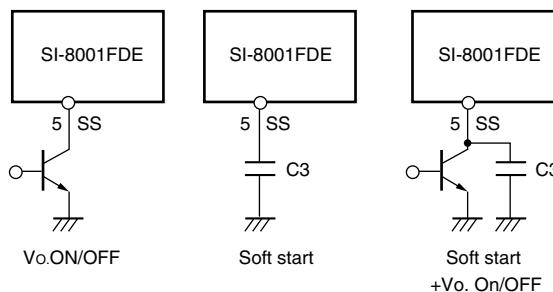 SI-8001FDE
5 SS
Vo.ON/OFF
SI-8001FDE
5 SS
C3
Soft start
SI-8001FDE
5 SS
C3
Soft start
+Vo. On/OFF